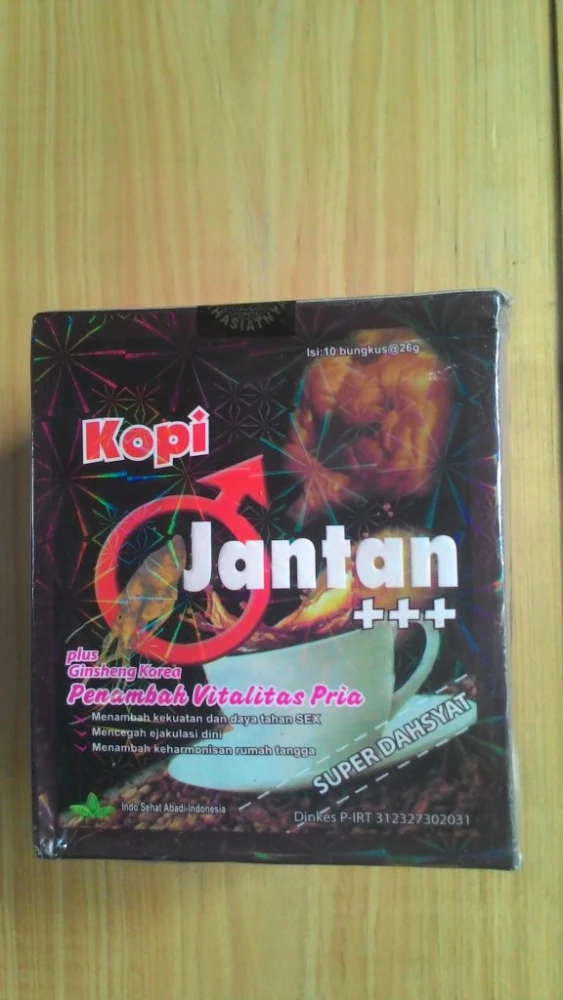 KHASIATNYA
Isi:10 bungkus@26g
Kopi
Jantan
+++
plus
Ginsheng Korea
Penambah Vitalitas Pria
Menambah kekuatan dan daya tahan SEX
Mencegah ejakulasi dini
Menambah keharmonisan rumah tangga
SUPER DAHSYAT
Indo Sehat Abadi-Indonesia
Dinkes P-IRT 312327302031